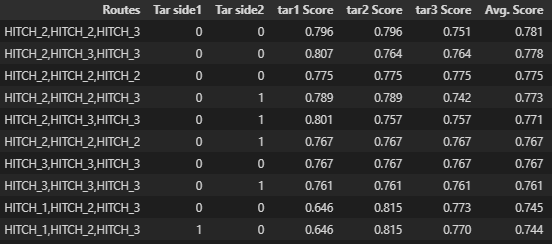 Routes Tar side1 Tar side2 tar1 Score tar2 Score tar3 Score Avg. Score
HITCH_2,HITCH_2,HITCH_3 0 0 0.796 0.796 0.751 0.781
HITCH_2,HITCH_3,HITCH_3 0 0 0.807 0.764 0.764 0.778
HITCH_2,HITCH_2,HITCH_2 0 0 0.775 0.775 0.775 0.775
HITCH_2,HITCH_2,HITCH_3 0 1 0.789 0.789 0.742 0.773
HITCH_2,HITCH_3,HITCH_3 0 1 0.801 0.757 0.757 0.771
HITCH_2,HITCH_2,HITCH_2 0 1 0.767 0.767 0.767 0.767
HITCH_3,HITCH_3,HITCH_3 0 0 0.767 0.767 0.767 0.767
HITCH_3,HITCH_3,HITCH_3 0 1 0.761 0.761 0.761 0.761
HITCH_1,HITCH_2,HITCH_3 0 0 0.646 0.815 0.773 0.745
HITCH_1,HITCH_2,HITCH_3 1 0 0.646 0.815 0.770 0.744